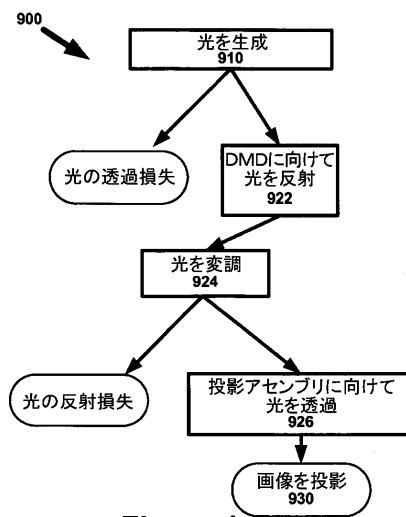 900
光を生成
910
光の透過損失
DMDに向けて
光を反射
922
光を変調
924
光の反射損失
投影アセンブリに向けて
光を透過
926
画像を投影
930